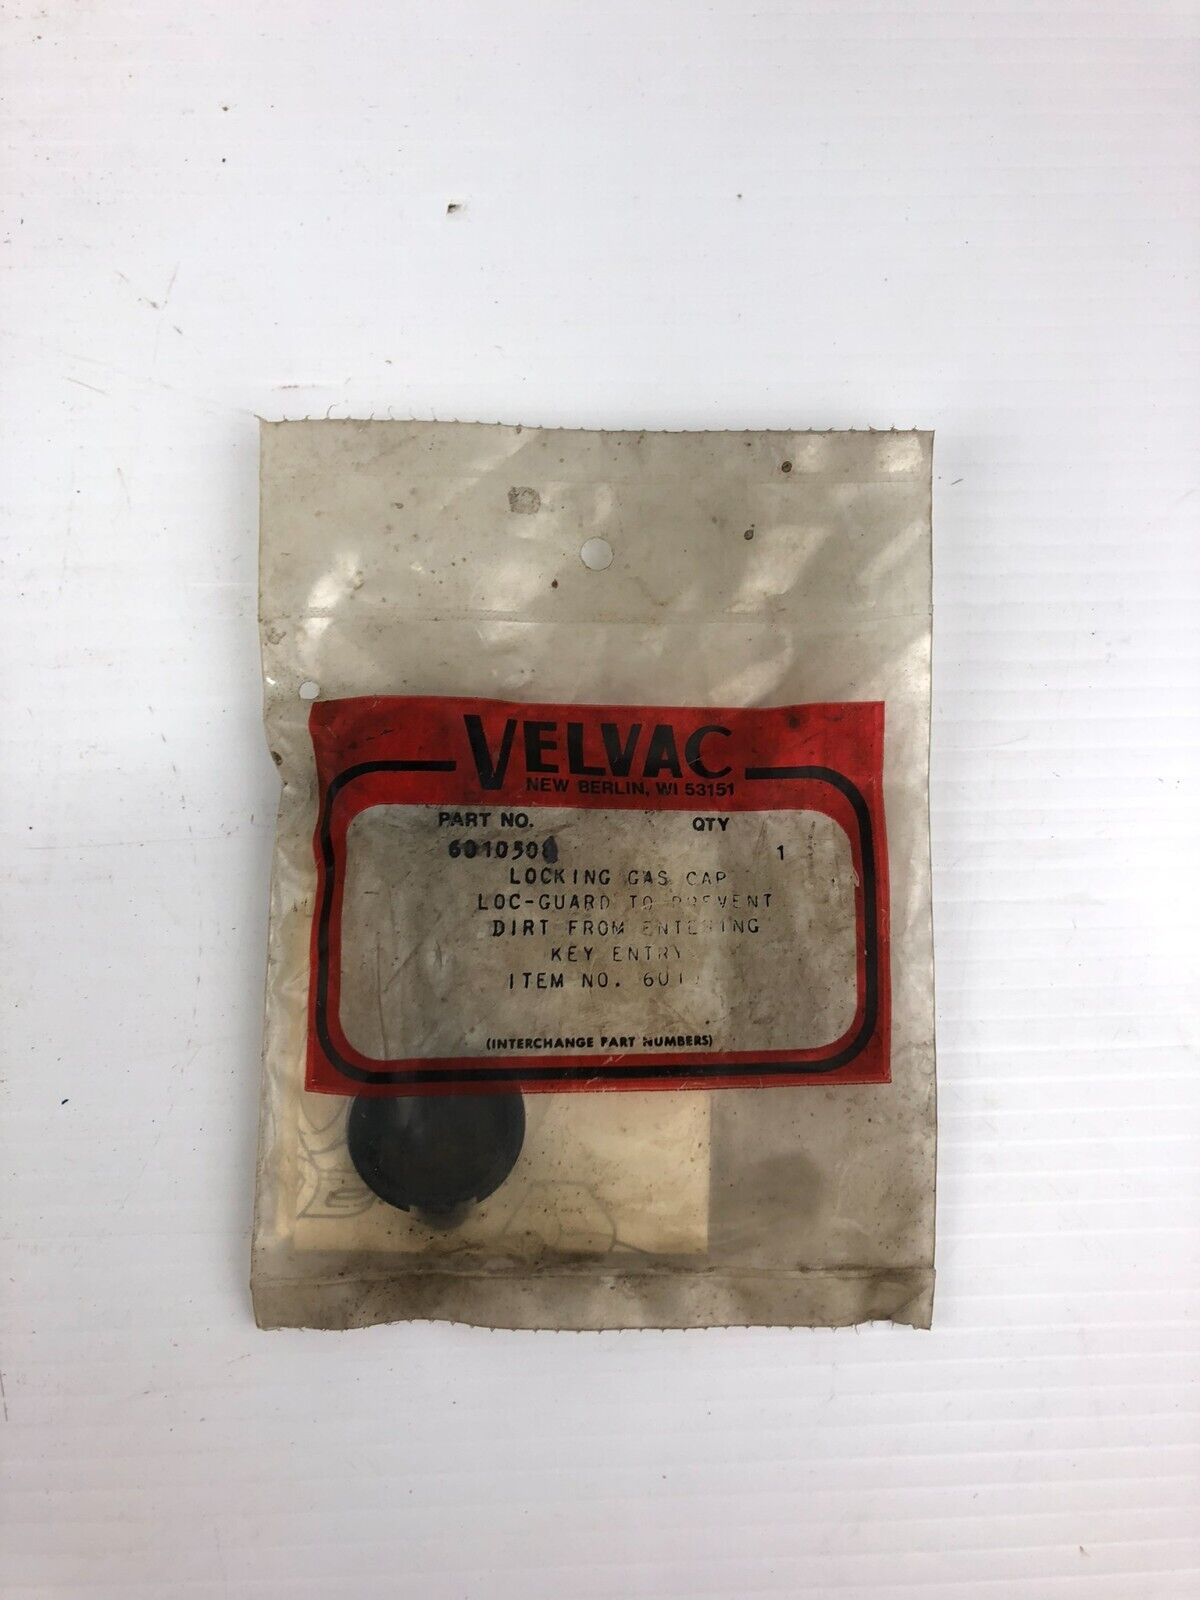 VELVAC
NEW BERLIN, WI 53151
PART NO. QTY
1
LOCKING GAS CAP
LOC-GUARD TO PREVENT
DIRT FROM ENTERING
KEY ENTRY
ITEM NO.
(INTERCHANGE PART NUMBERS)